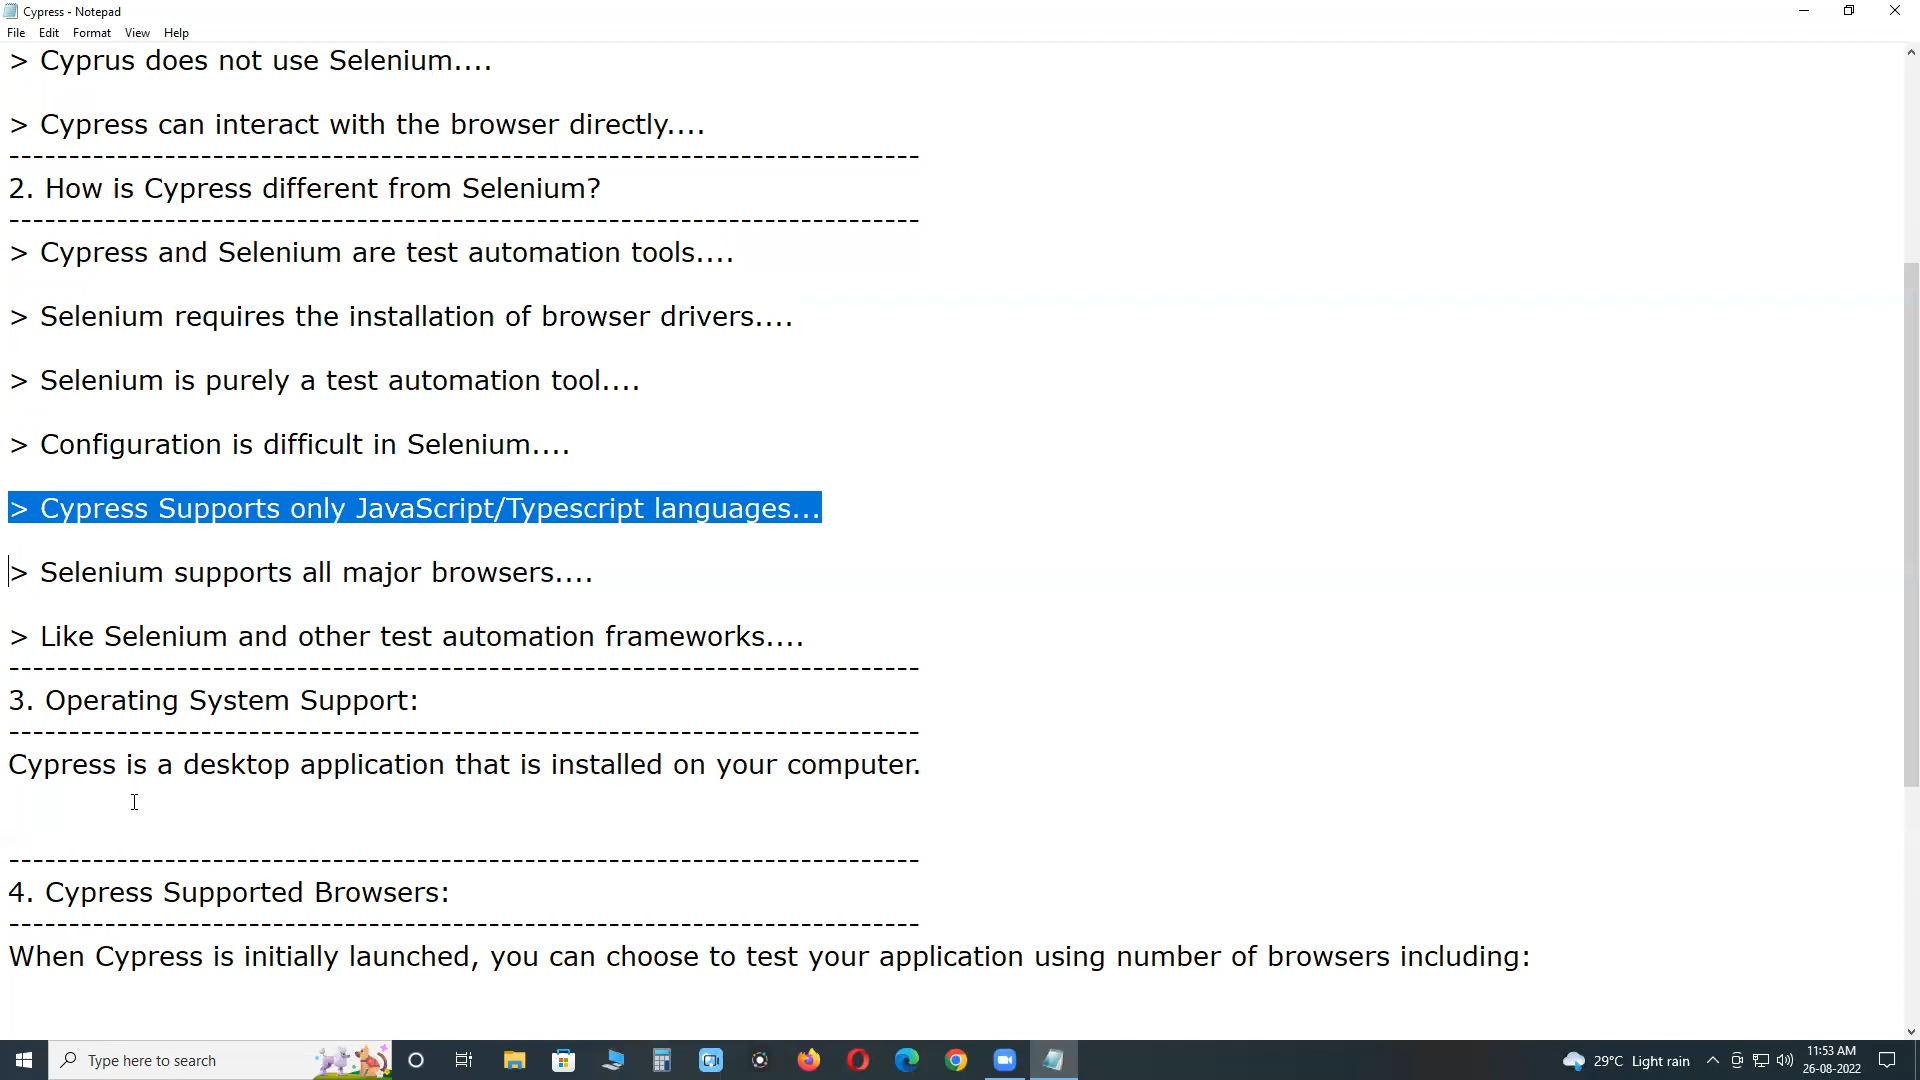 Cypress - Notepad
File Edit Format View Help
> Cyprus does not use Selenium....
> Cypress can interact with the browser directly....
----------------------------------------------------------------------------
2. How is Cypress different from Selenium?
----------------------------------------------------------------------------
> Cypress and Selenium are test automation tools....
> Selenium requires the installation of browser drivers....
> Selenium is purely a test automation tool....
> Configuration is difficult in Selenium....
> Cypress Supports only JavaScript/Typescript languages...
> Selenium supports all major browsers....
> Like Selenium and other test automation frameworks....
----------------------------------------------------------------------------
3. Operating System Support:
----------------------------------------------------------------------------
Cypress is a desktop application that is installed on your computer.
----------------------------------------------------------------------------
4. Cypress Supported Browsers:
----------------------------------------------------------------------------
When Cypress is initially launched, you can choose to test your application using number of browsers including:
Type here to search
29°C Light rain
11:53 AM
26-08-2022